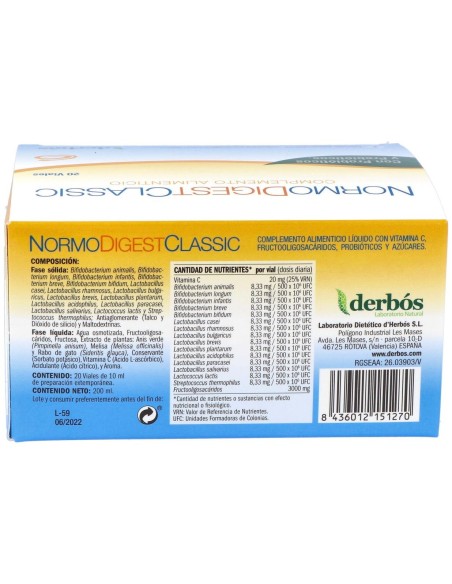 Con Probióticos
y Prebióticos
20 Viales
COMPLEMENTO ALIMENTICIO
NORMODIGESTCLASSIC
NORMODIGESTCLASSIC
COMPLEMENTO ALIMENTICIO LÍQUIDO CON VITAMINA C,
FRUCTOOLIGOSACÁRIDOS, PROBIÓTICOS Y AZÚCARES.
COMPOSICIÓN:
Fase sólida: Bifidobacterium animalis, Bifidobac-
terium longum, Bifidobacterium infantis, Bifidobac-
terium breve, Bifidobacterium bifidum, Lactobacillus
casei, Lactobacillus rhamnosus, Lactobacillus bulga-
ricus, Lactobacillus brevis, Lactobacillus plantarum,
Lactobacillus acidophilus, Lactobacillus paracasei,
Lactobacillus salivarius, Lactococcus lactis y Strep-
tococcus thermophilus), Antiaglomerante (Talco y
Dióxido de silicio) y Maltodextrinas.
Fase líquida: Agua osmotizada, Fructooligosa-
cáridos, Fructosa, Extracto de plantas: Anís verde
(Pimpinella anisum), Melisa (Melissa officinalis)
y Rabo de gato (Sideritis glauca), Conservante
(Sorbato potásico), Vitamina C (Ácido L-ascórbico),
Acidulante (Ácido cítrico), y Aroma.
CONTENIDO: 20 Viales de 10 ml
de preparación extemporánea.
CONTENIDO NETO: 200 ml.
Lote y consumir preferentemente antes del fin de:
L-59
06/2022
CANTIDAD DE NUTRIENTES* por vial (dosis diaria)
Vitamina C 20 mg (25% VRN)
Bifidobacterium animalis 8,33 mg / 500 x 10⁶ UFC
Bifidobacterium longum 8,33 mg / 500 x 10⁶ UFC
Bifidobacterium infantis 8,33 mg / 500 x 10⁶ UFC
Bifidobacterium breve 8,33 mg / 500 x 10⁶ UFC
Bifidobacterium bifidum 8,33 mg / 500 x 10⁶ UFC
Lactobacillus casei 8,33 mg / 500 x 10⁶ UFC
Lactobacillus rhamnosus 8,33 mg / 500 x 10⁶ UFC
Lactobacillus bulgaricus 8,33 mg / 500 x 10⁶ UFC
Lactobacillus brevis 8,33 mg / 500 x 10⁶ UFC
Lactobacillus plantarum 8,33 mg / 500 x 10⁶ UFC
Lactobacillus acidophilus 8,33 mg / 500 x 10⁶ UFC
Lactobacillus paracasei 8,33 mg / 500 x 10⁶ UFC
Lactobacillus salivarius 8,33 mg / 500 x 10⁶ UFC
Lactococcus lactis 8,33 mg / 500 x 10⁶ UFC
Streptococcus thermophilus 8,33 mg / 500 x 10⁶ UFC
Fructooligosacáridos 3000 mg
*Cantidad de nutrientes o sustancias con efecto
nutricional o fisiológico.
VRN: Valor de Referencia de Nutrientes.
UFC: Unidades Formadoras de Colonias.
derbós
Laboratorio Natural
Laboratorio Dietético d'Herbós S.L.
Polígono Industrial Les Mases
Avda. Les Mases, s/n - parcela 10,D
46725 ROTOVA (Valencia) ESPAÑA
www.derbos.com
RGSEAA: 26.03903/V
8 436012 151270